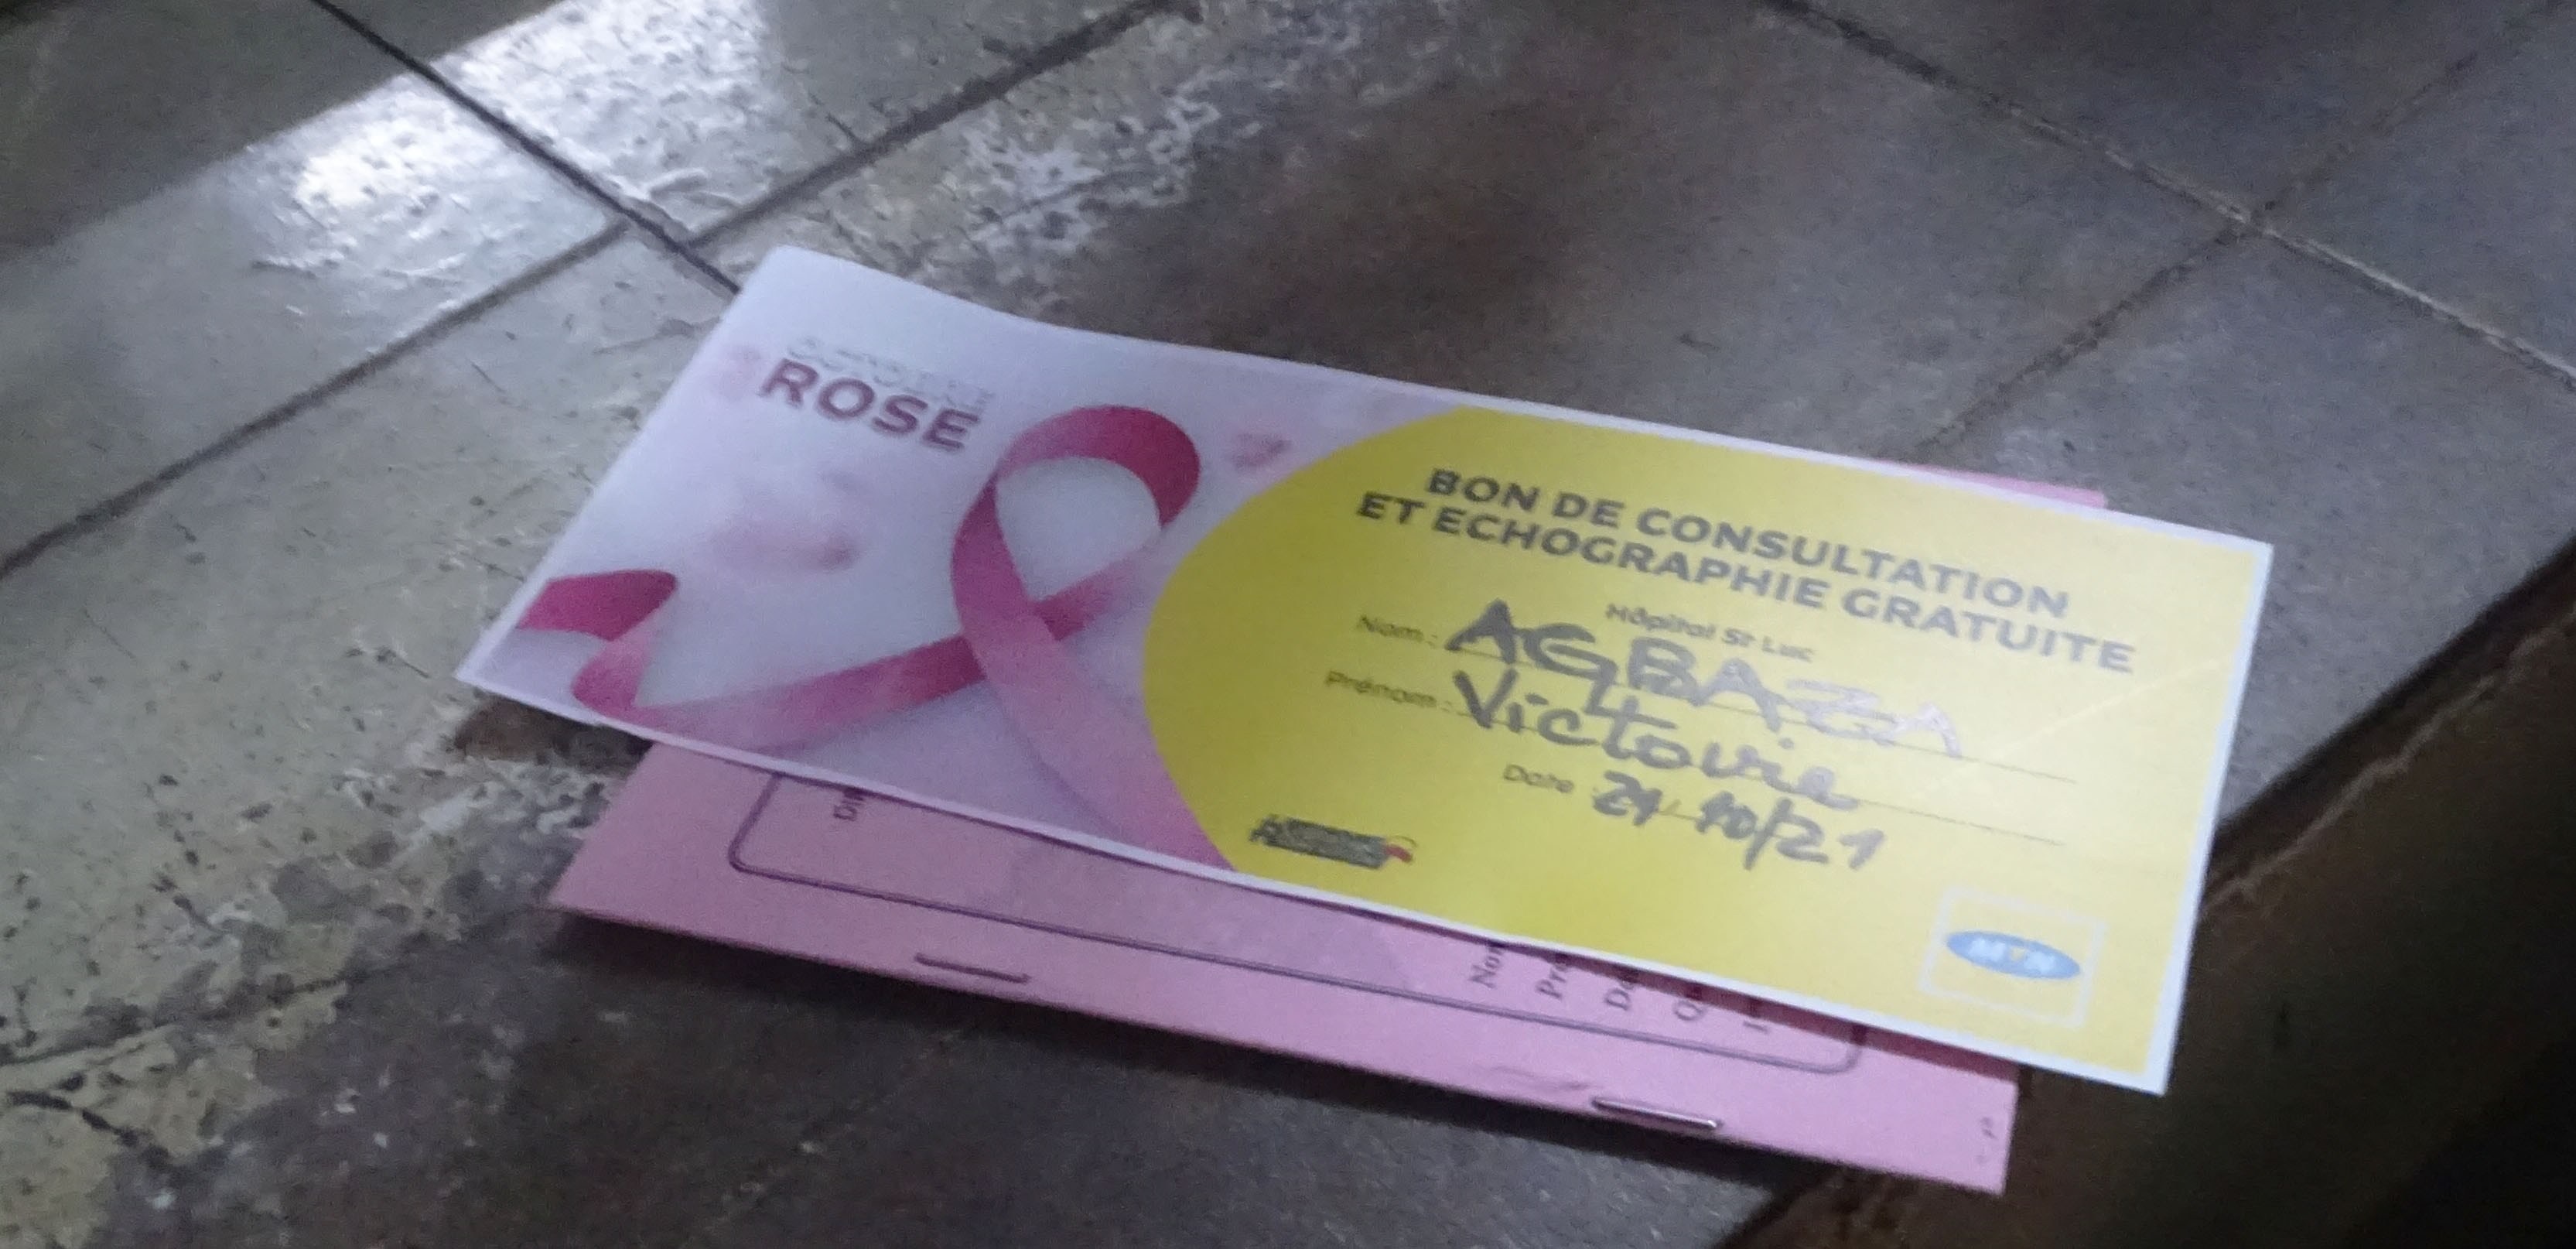 ROSE
BON DE CONSULTATION
ET ECHOGRAPHIE GRATUITE
Hôpital St Luc
Nom : AGBAZA
Prénom : Victoire
Date 21/10/21
MTN